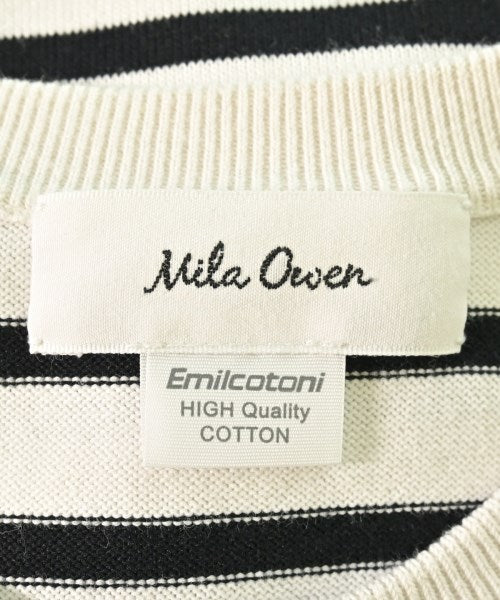 Mila Owen
Emilcotoni
HIGH Quality
COTTON